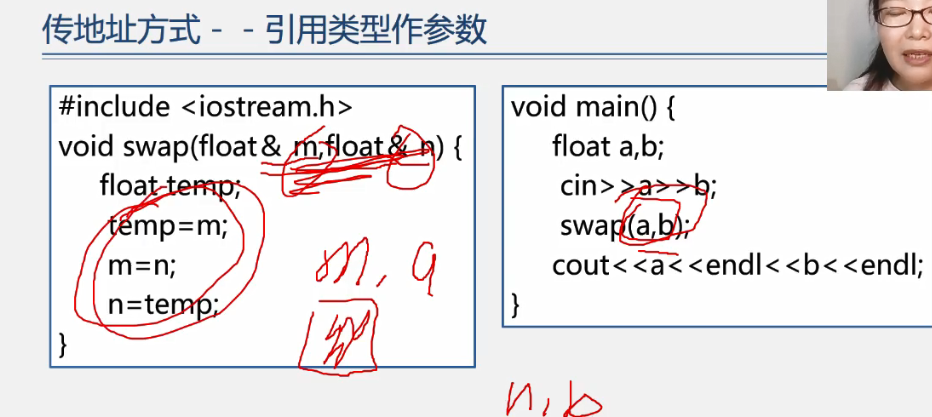 传地址方式－－引用类型作参数
#include <iostream.h>
void swap(float& m,float& n) {
float temp;
temp=m;
m=n;
n=temp;
}
void main() {
float a,b;
cin>>a>>b;
swap(a,b);
cout<<a<<endl<<b<<endl;
}
m, a
n, b